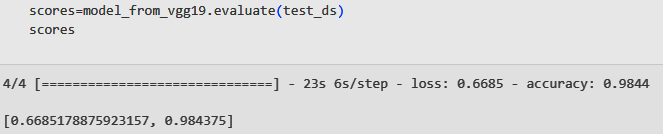 scores=model_from_vgg19.evaluate(test_ds)
scores
4/4 [==============================] - 23s 6s/step - loss: 0.6685 - accuracy: 0.9844
[0.6685178875923157, 0.984375]